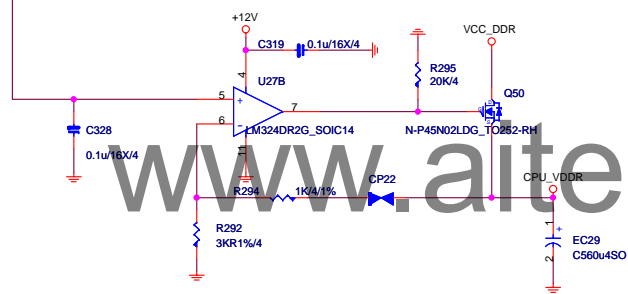 +12V
C319
0.1u/16X/4
VCC_DDR
R295
20K/4
4
U27B
Q50
5
+
7
6
-
LM324DR2G_SOIC14
N-P45N02LDG_TO252-RH
C328
0.1u/16X/4
11
www.aite
CP22
CPU_VDDR
R294
1K/4/1%
R292
3KR1%/4
1
+
EC29
2
C560u4SO